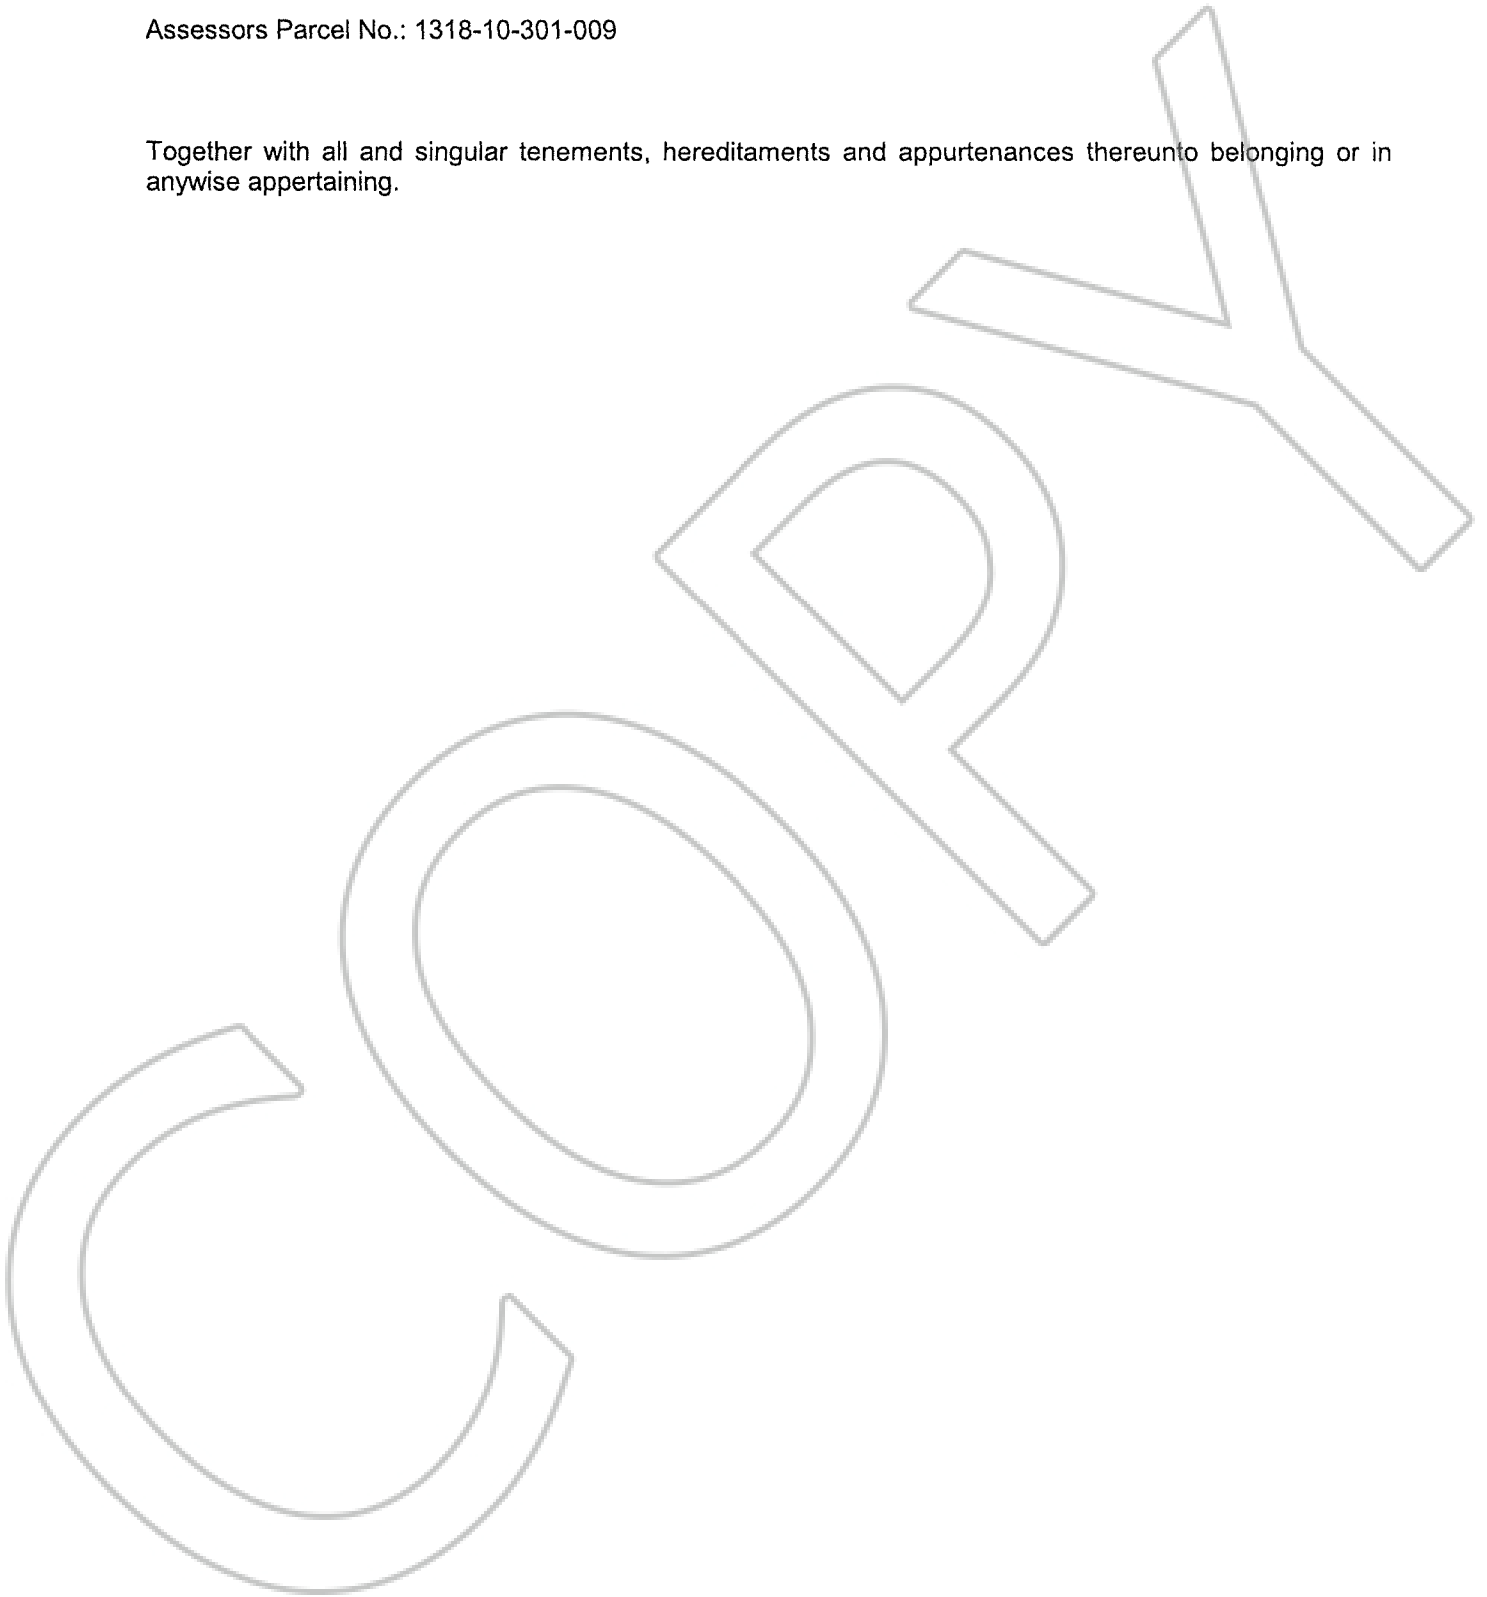 Assessors Parcel No.: 1318-10-301-009
Together with all and singular tenements, hereditaments and appurtenances thereunto belonging or in
anywise appertaining.
COPY